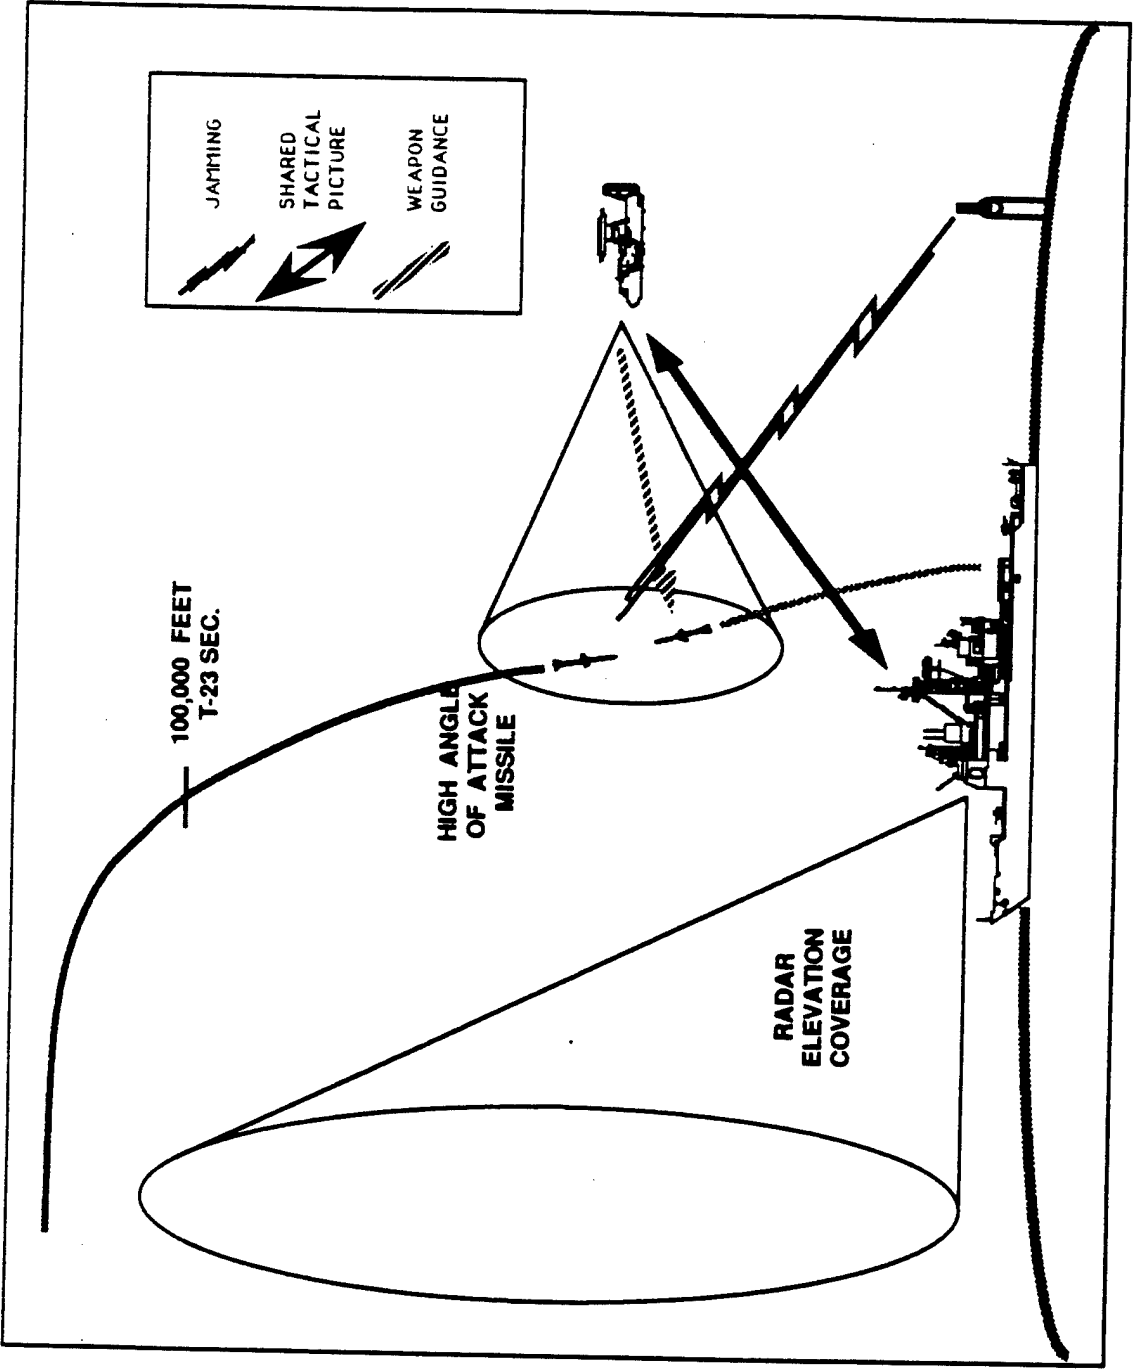 100,000 FEET
T-23 SEC.
HIGH ANGLE
OF ATTACK
MISSILE
RADAR
ELEVATION
COVERAGE
JAMMING
SHARED
TACTICAL
PICTURE
WEAPON
GUIDANCE